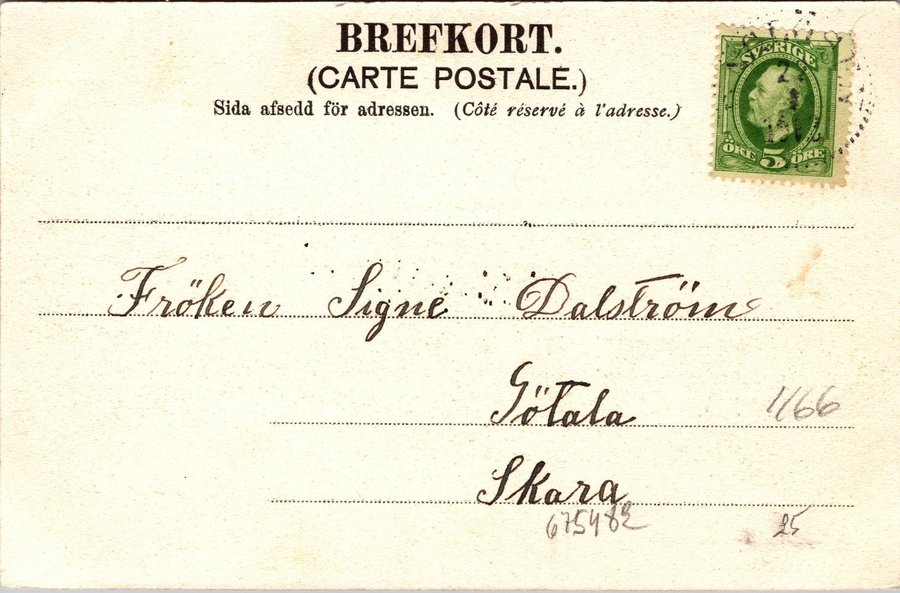 BREFKORT.
(CARTE POSTALE.)
Sida afsedd för adressen. (Côté réservé à l'adresse.)
SVERIGE
ÖRE 5 ÖRE
Fröken Signe Dalström
Götala
1166
Skara
675482
25